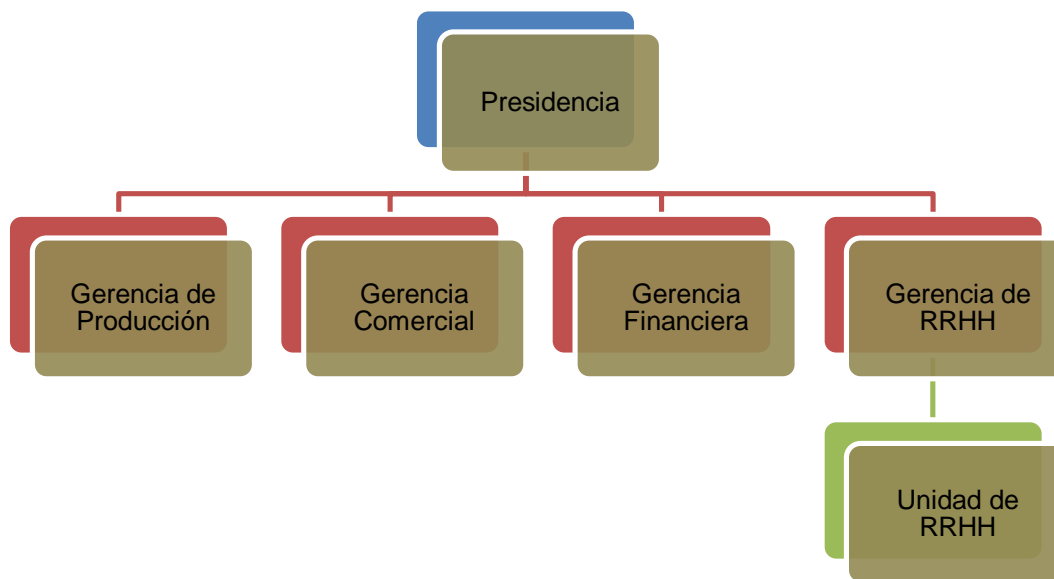 Presidencia
Gerencia de
Producción
Gerencia
Comercial
Gerencia
Financiera
Gerencia de
RRHH
Unidad de
RRHH